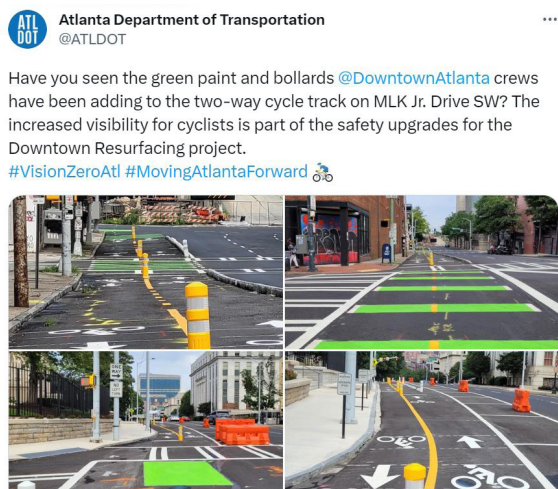 ATL
DOT
Atlanta Department of Transportation
@ATLDOT
Have you seen the green paint and bollards @DowntownAtlanta crews
have been adding to the two-way cycle track on MLK Jr. Drive SW? The
increased visibility for cyclists is part of the safety upgrades for the
Downtown Resurfacing project.
#VisionZeroAtl #MovingAtlantaForward